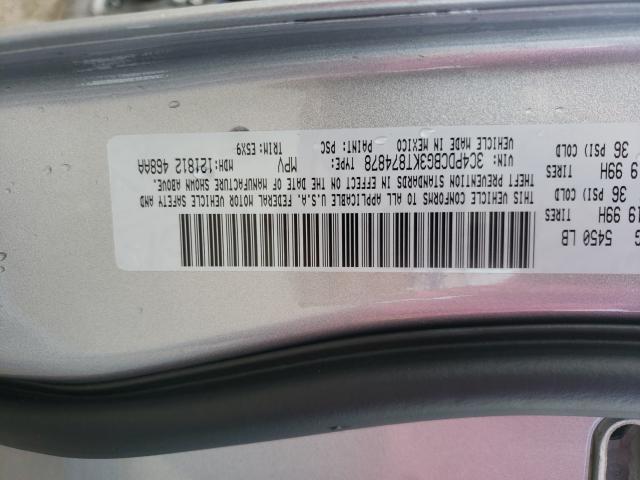 G 5450 LB
19 99H TIRES 36 PSI) COLD
19 99H TIRES 36 PSI) COLD
THIS VEHICLE CONFORMS TO ALL APPLICABLE U.S.A. FEDERAL MOTOR VEHICLE SAFETY AND
THEFT PREVENTION STANDARDS IN EFFECT ON THE DATE OF MANUFACTURE SHOWN ABOVE.
VIN: 3C4PDCBG3KT874878 TYPE: MPV MDH: 121812 468AA
VEHICLE MADE IN MEXICO PAINT: PSC TRIM: E5X9